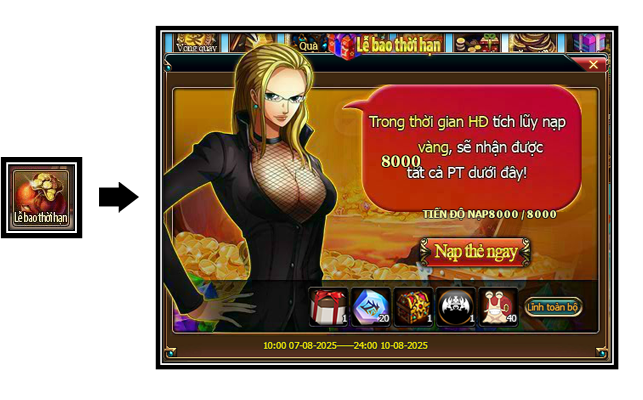 Lễ bao thời hạn
Vòng quay
Quà
Lễ bao thời hạn
Trong thời gian HĐ tích lũy nạp
vàng, sẽ nhận được
8000
tất cả PT dưới đây!
TIẾN ĐỘ NẠP8000 / 8000
Nạp thẻ ngay
1
20
1
1
40
Lĩnh toàn bộ
10:00 07-08-2025——24:00 10-08-2025